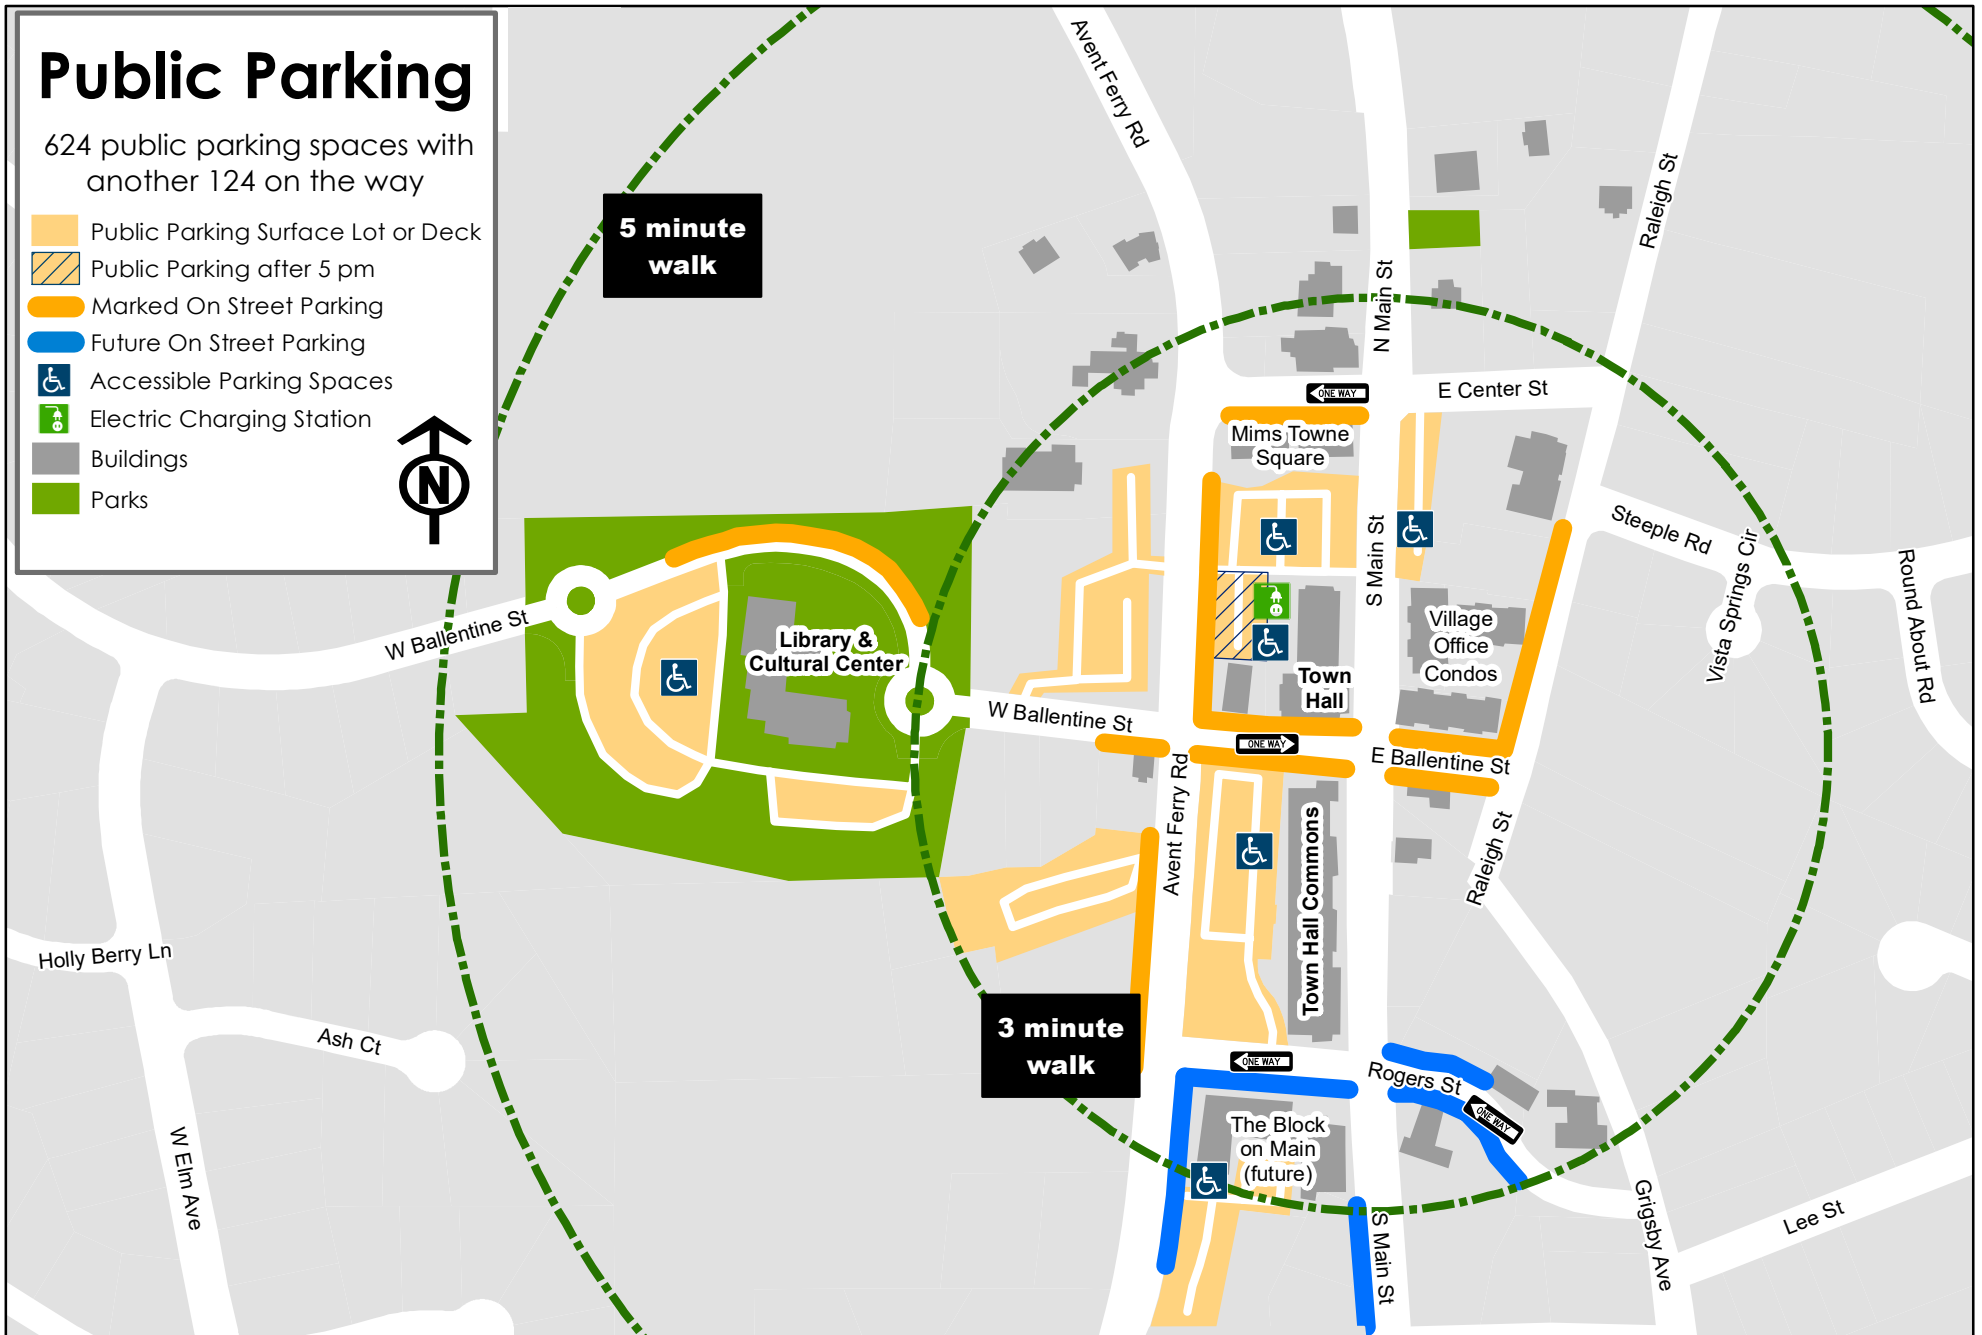 Public Parking
624 public parking spaces with
another 124 on the way
Public Parking Surface Lot or Deck
Public Parking after 5 pm
Marked On Street Parking
Future On Street Parking
Accessible Parking Spaces
Electric Charging Station
Buildings
Parks
N
5 minute
walk
Avent Ferry Rd
N Main St
Raleigh St
ONE WAY
E Center St
Mims Towne
Square
S Main St
Steeple Rd
Vista Springs Cir
Round About Rd
W Ballentine St
Library &
Cultural Center
Village
Office
Condos
Town
Hall
W Ballentine St
ONE WAY
E Ballentine St
Avent Ferry Rd
Town Hall Commons
Raleigh St
Holly Berry Ln
Ash Ct
3 minute
walk
ONE WAY
Rogers St
ONE WAY
The Block
on Main
(future)
W Elm Ave
S Main St
Grigsby Ave
Lee St